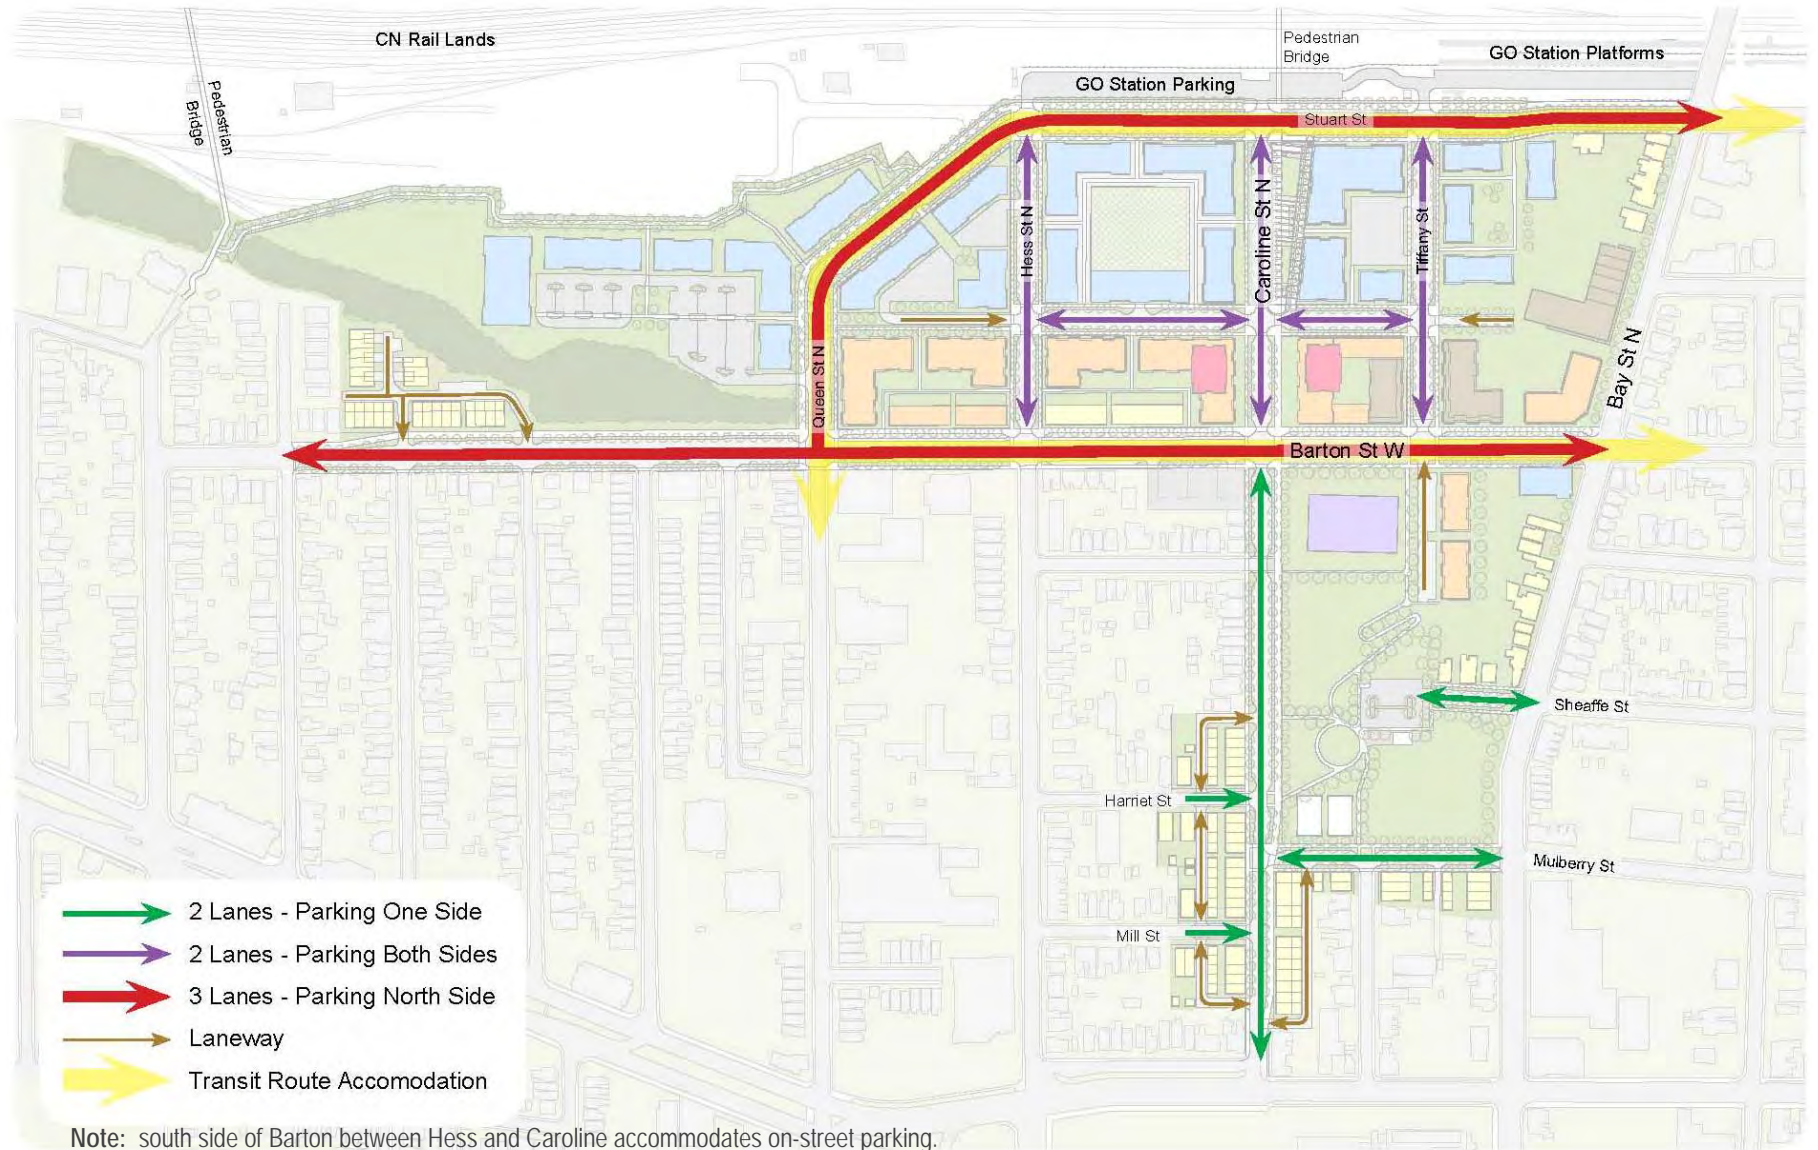 CN Rail Lands
Pedestrian
Bridge
Pedestrian
Bridge
GO Station Platforms
GO Station Parking
Stuart St
Hess St N
Caroline St N
Tiffany St
Queen St N
Bay St N
Barton St W
Sheaffe St
Harriet St
Mulberry St
Mill St
2 Lanes - Parking One Side
2 Lanes - Parking Both Sides
3 Lanes - Parking North Side
Laneway
Transit Route Accomodation
Note: south side of Barton between Hess and Caroline accommodates on-street parking.